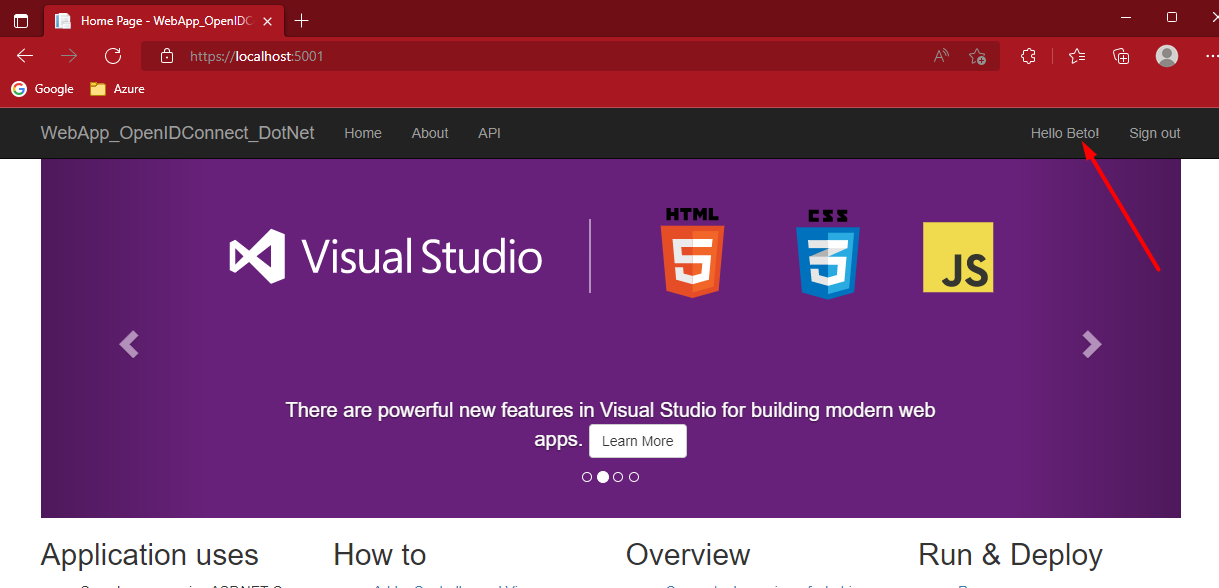 Home Page - WebApp_OpenIDC
https://localhost:5001
Google Azure
WebApp_OpenIDConnect_DotNet Home About API Hello Beto! Sign out
HTML CSS
Visual Studio 5 3 JS
There are powerful new features in Visual Studio for building modern web
apps. Learn More
Application uses How to Overview Run & Deploy